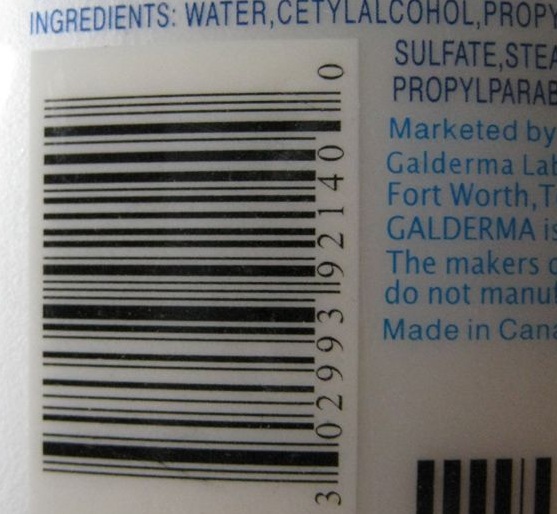 INGREDIENTS: WATER,CETYLALCOHOL,PROPY
SULFATE,STEA
PROPYLPARAB
Marketed by
Galderma Lab
Fort Worth,T
GALDERMA is
The makers o
do not manuf
Made in Cana
3 02993 92140 0